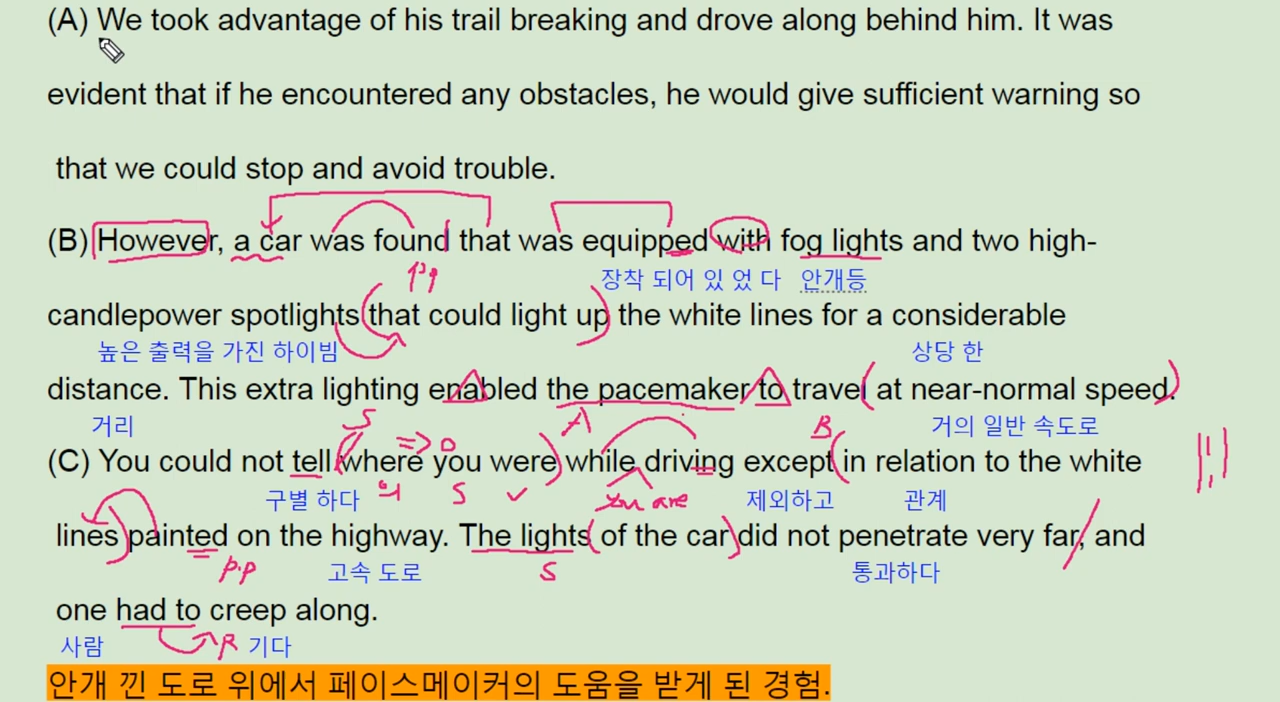 (A) We took advantage of his trail breaking and drove along behind him. It was
evident that if he encountered any obstacles, he would give sufficient warning so
that we could stop and avoid trouble.
(B) However, a car was found that was equipped with fog lights and two high-
p.p 장착 되어 있 었 다 안개등
candlepower spotlights that could light up the white lines for a considerable
높은 출력을 가진 하이빔 상당 한
distance. This extra lighting enabled the pacemaker to travel at near-normal speed.
거리 A B 거의 일반 속도로
S => o
(C) You could not tell where you were while driving except in relation to the white
구별 하다 S v you are 제외하고 관계
lines painted on the highway. The lights of the car did not penetrate very far, and
p.p 고속 도로 S 통과하다
one had to creep along.
사람 R 기다
안개 낀 도로 위에서 페이스메이커의 도움을 받게 된 경험.